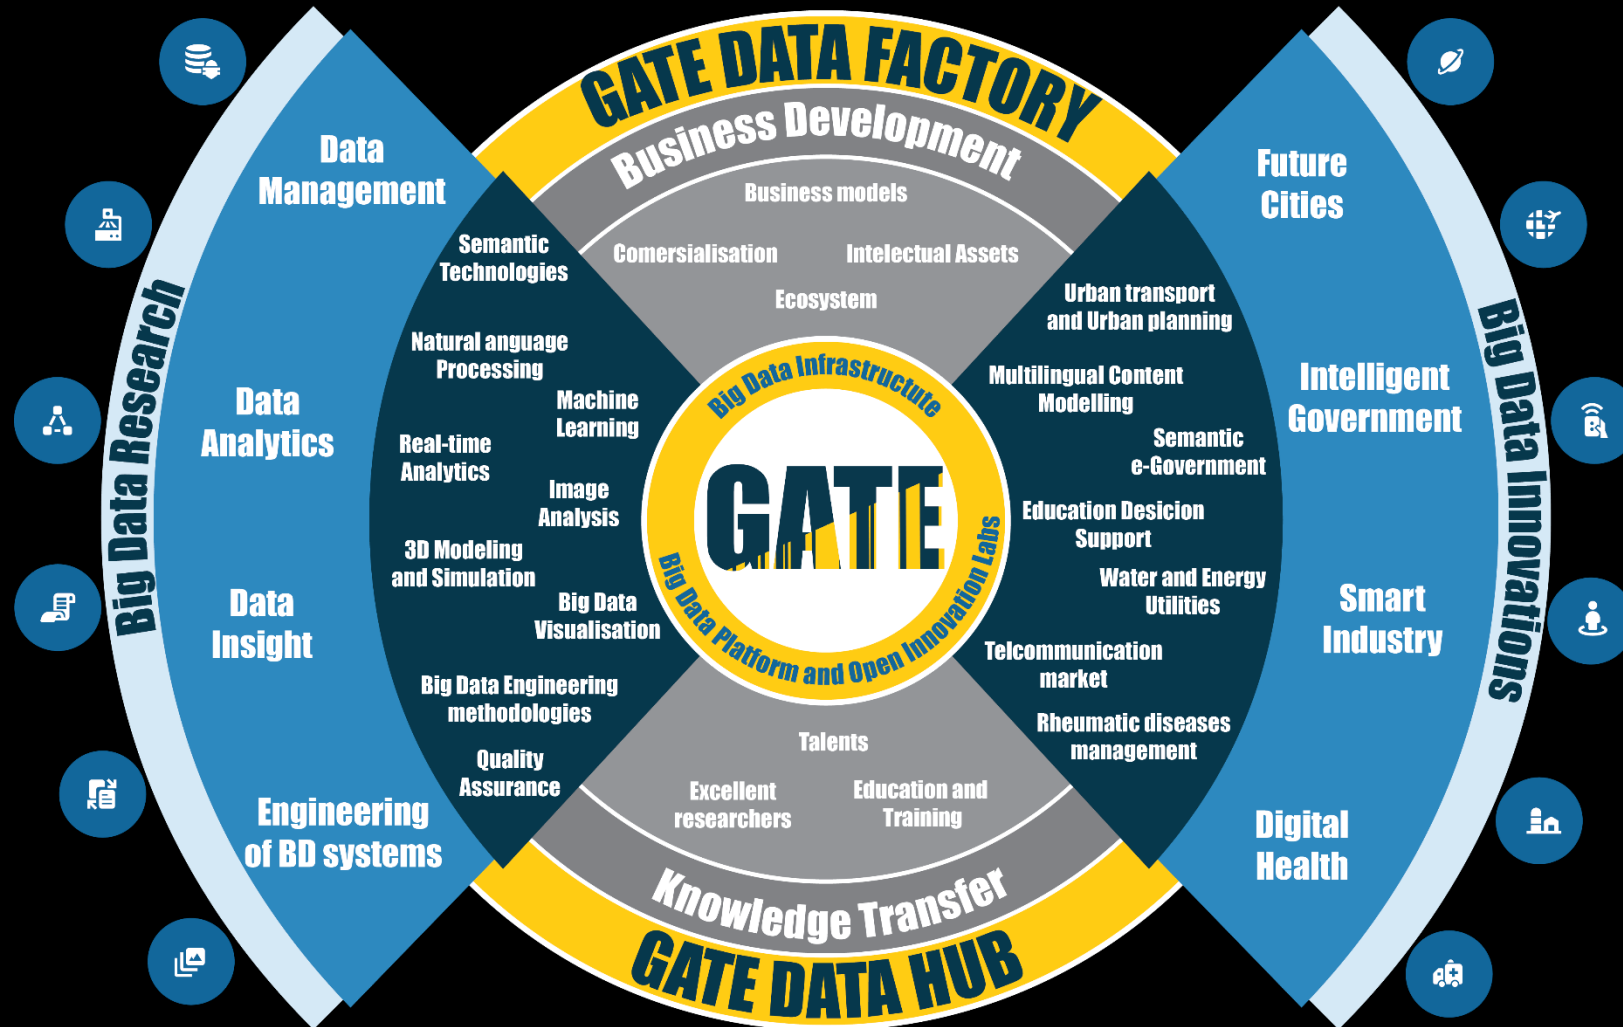 GATE DATA FACTORY
Business Development
Business models
Comersialisation
Intelectual Assets
Ecosystem
Big Data Research
Data
Management
Data
Analytics
Data
Insight
Engineering
of BD systems
Semantic
Technologies
Natural anguage
Processing
Machine
Learning
Real-time
Analytics
Image
Analysis
3D Modeling
and Simulation
Big Data
Visualisation
Big Data Engineering
methodologies
Quality
Assurance
Big Data Infrastructute
GATE
Big Data Platform and Open Innovation Labs
Urban transport
and Urban planning
Multilingual Content
Modelling
Semantic
e-Government
Education Desicion
Support
Water and Energy
Utilities
Telcommunication
market
Rheumatic diseases
management
Future
Cities
Intelligent
Government
Smart
Industry
Digital
Health
Big Data Innovations
Talents
Excellent
researchers
Education and
Training
Knowledge Transfer
GATE DATA HUB